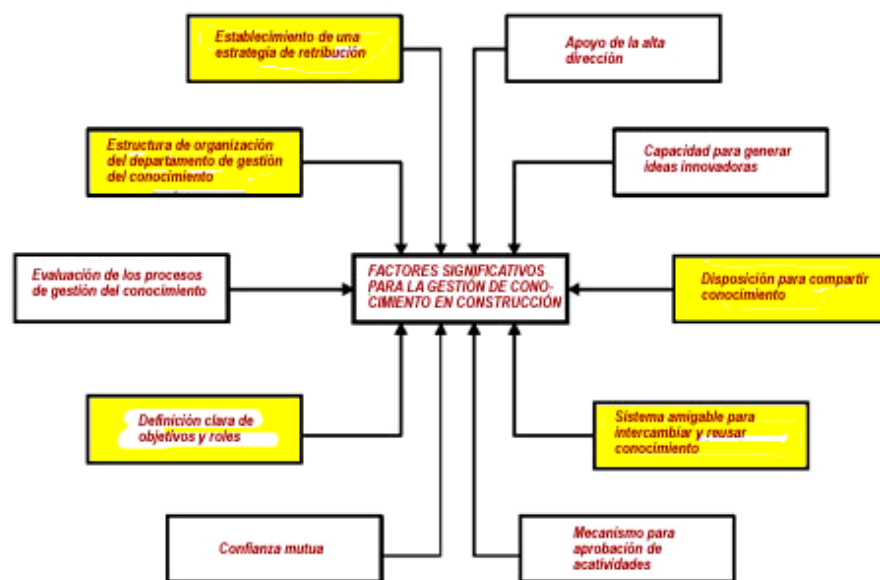 Establecimiento de una
estrategia de retribución
Apoyo de la alta
dirección
Estructura de organización
del departamento de gestión
del conocimiento
Capacidad para generar
ideas innovadoras
Evaluación de los procesos
de gestión del conocimiento
FACTORES SIGNIFICATIVOS
PARA LA GESTIÓN DE CONO-
CIMIENTO EN CONSTRUCCIÓN
Disposición para compartir
conocimiento
Definición clara de
objetivos y roles
Sistema amigable para
intercambiar y reusar
conocimiento
Confianza mutua
Mecanismo para
aprobación de
acatividades